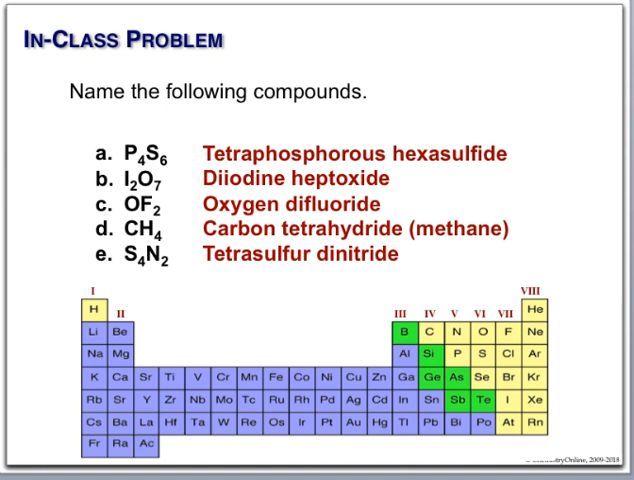 IN-CLASS PROBLEM
Name the following compounds.
a. P₄S₆ Tetraphosphorous hexasulfide
b. I₂O₇ Diiodine heptoxide
c. OF₂ Oxygen difluoride
d. CH₄ Carbon tetrahydride (methane)
e. S₄N₂ Tetrasulfur dinitride
I VIII
H II III IV V VI VII He
Li Be B C N O F Ne
Na Mg Al Si P S Cl Ar
K Ca Sr Ti V Cr Mn Fe Co Ni Cu Zn Ga Ge As Se Br Kr
Rb Sr Y Zr Nb Mo Tc Ru Rh Pd Ag Cd In Sn Sb Te I Xe
Cs Ba La Hf Ta W Re Os Ir Pt Au Hg Tl Pb Bi Po At Rn
Fr Ra Ac
2009-2018